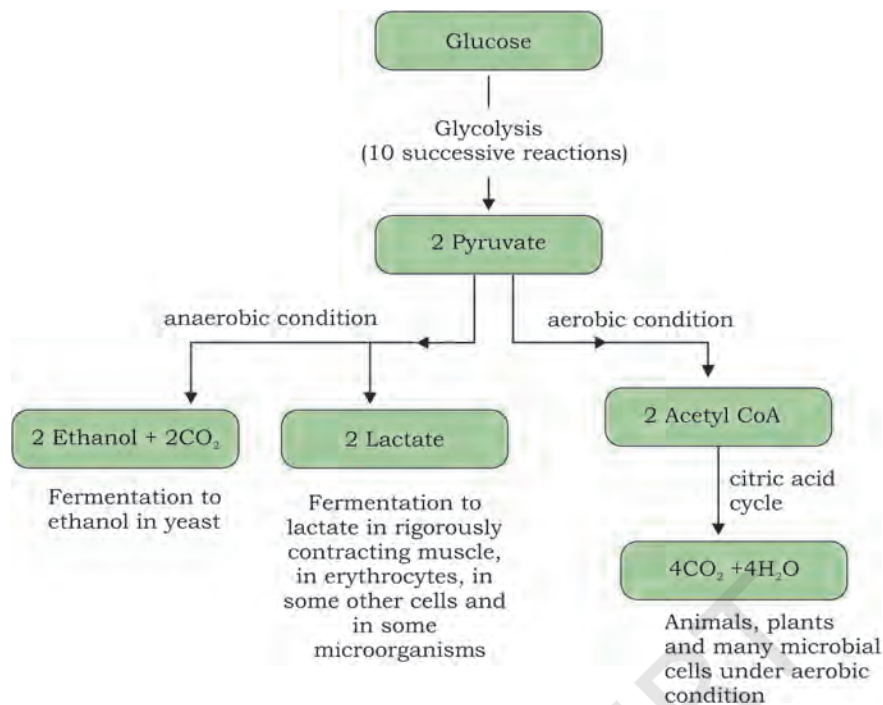 Glucose
Glycolysis
(10 successive reactions)
2 Pyruvate
anaerobic condition
aerobic condition
2 Ethanol + 2CO₂
2 Lactate
2 Acetyl CoA
Fermentation to
ethanol in yeast
Fermentation to
lactate in rigorously
contracting muscle,
in erythrocytes, in
some other cells and
in some
microorganisms
citric acid
cycle
4CO₂ +4H₂O
Animals, plants
and many microbial
cells under aerobic
condition